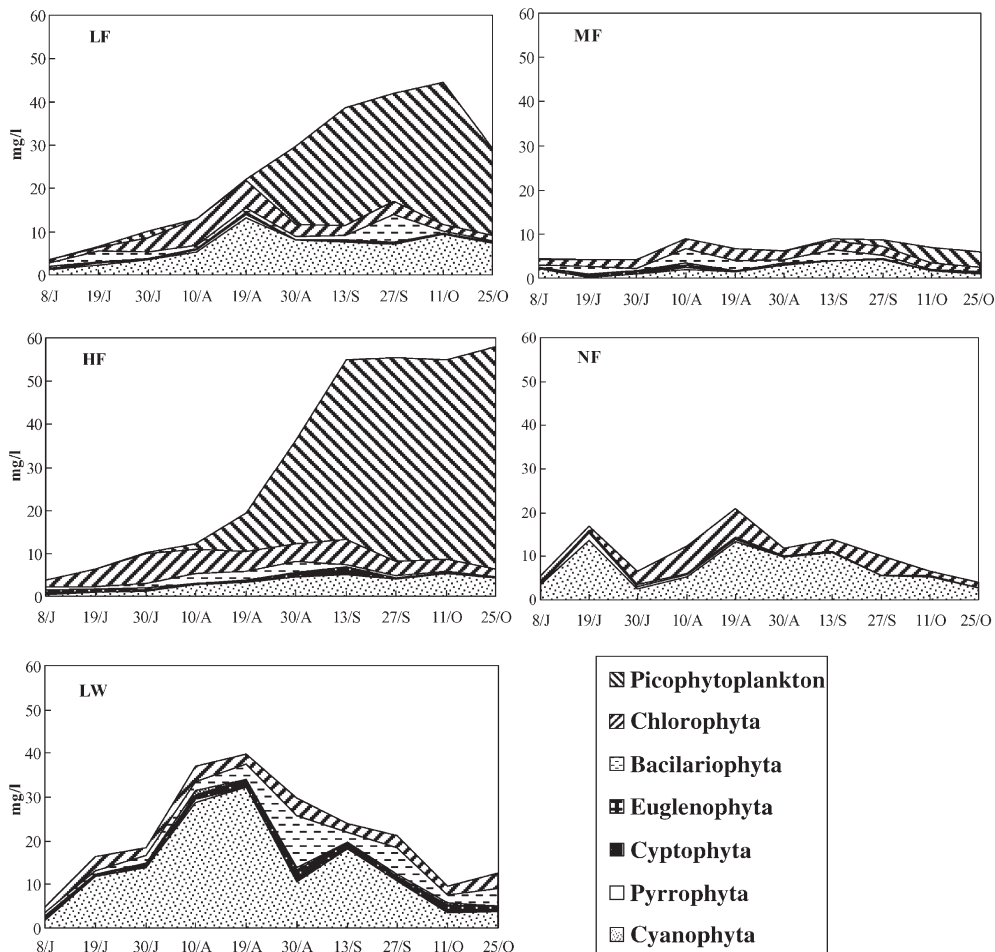 LF
mg/l
60
50
40
30
20
10
0
8/J 19/J 30/J 10/A 19/A 30/A 13/S 27/S 11/O 25/O
MF
60
50
40
30
20
10
0
8/J 19/J 30/J 10/A 19/A 30/A 13/S 27/S 11/O 25/O
HF
mg/l
60
50
40
30
20
10
0
8/J 19/J 30/J 10/A 19/A 30/A 13/S 27/S 11/O 25/O
NF
60
50
40
30
20
10
0
8/J 19/J 30/J 10/A 19/A 30/A 13/S 27/S 11/O 25/O
LW
mg/l
60
50
40
30
20
10
0
8/J 19/J 30/J 10/A 19/A 30/A 13/S 27/S 11/O 25/O
Picophytoplankton
Chlorophyta
Bacilariophyta
Euglenophyta
Cyptophyta
Pyrrophyta
Cyanophyta